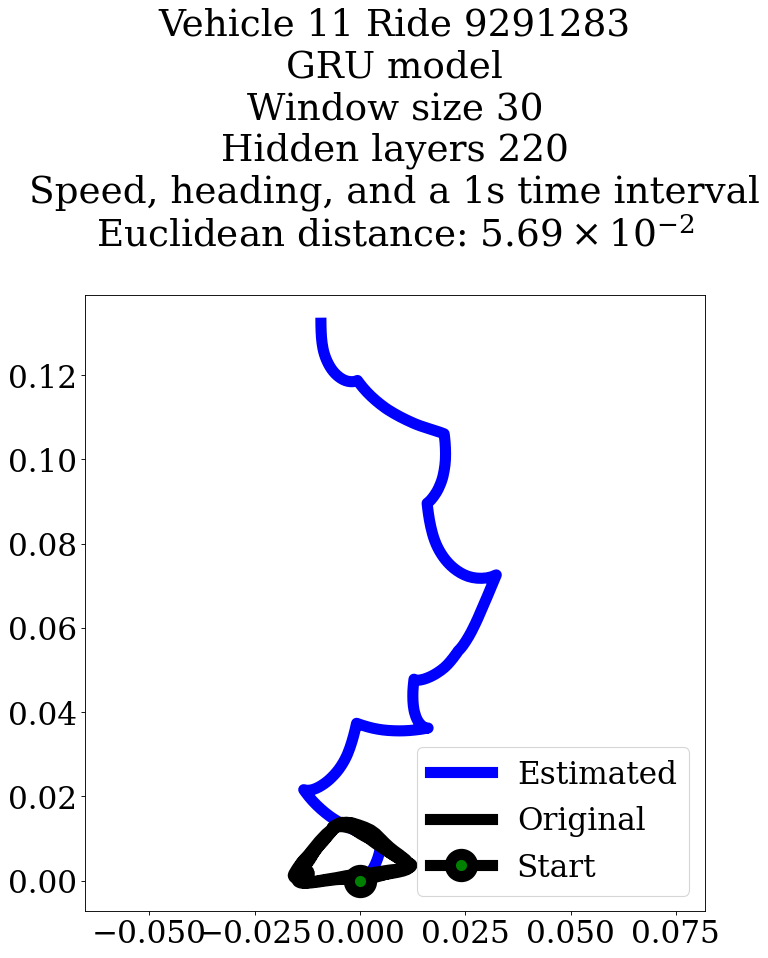 Vehicle 11 Ride 9291283
GRU model
Window size 30
Hidden layers 220
Speed, heading, and a 1s time interval
Euclidean distance: 5.69 × 10⁻²
0.12
0.10
0.08
0.06
0.04
0.02
0.00
Estimated
Original
Start
−0.050 −0.025 0.000 0.025 0.050 0.075